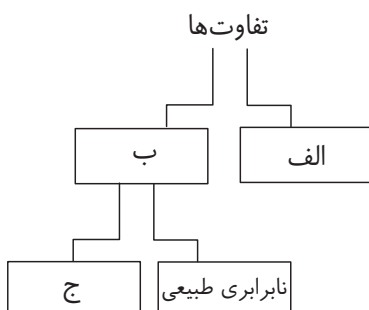 تفاوت‌ها
الف
ب
نابرابری طبیعی
ج